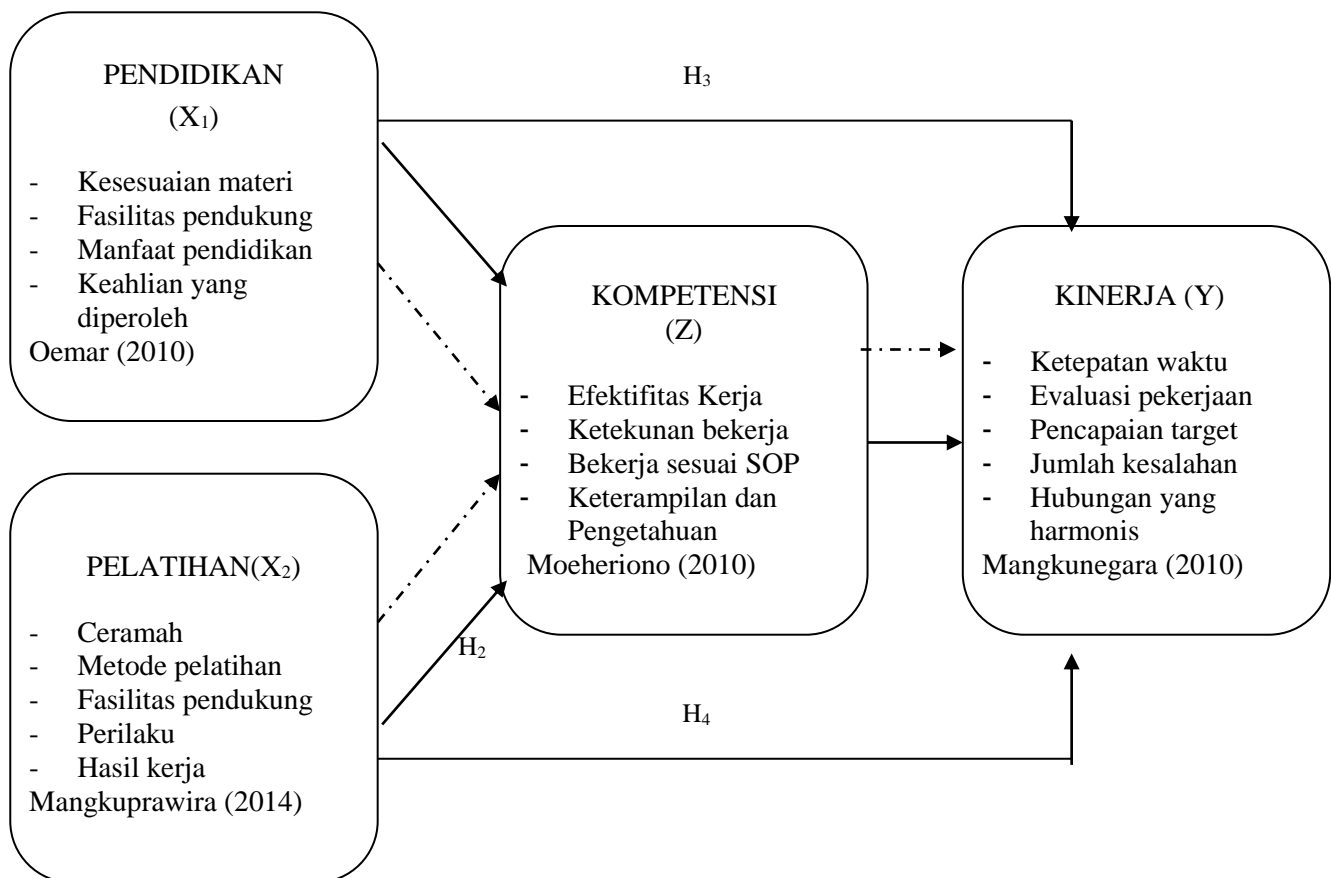 PENDIDIKAN
(X₁)
- Kesesuaian materi
- Fasilitas pendukung
- Manfaat pendidikan
- Keahlian yang
diperoleh
Oemar (2010)
H₃
KOMPETENSI
(Z)
- Efektifitas Kerja
- Ketekunan bekerja
- Bekerja sesuai SOP
- Keterampilan dan
Pengetahuan
Moeheriono (2010)
KINERJA (Y)
- Ketepatan waktu
- Evaluasi pekerjaan
- Pencapaian target
- Jumlah kesalahan
- Hubungan yang
harmonis
Mangkunegara (2010)
PELATIHAN(X₂)
- Ceramah
- Metode pelatihan
- Fasilitas pendukung
- Perilaku
- Hasil kerja
Mangkuprawira (2014)
H₂
H₄